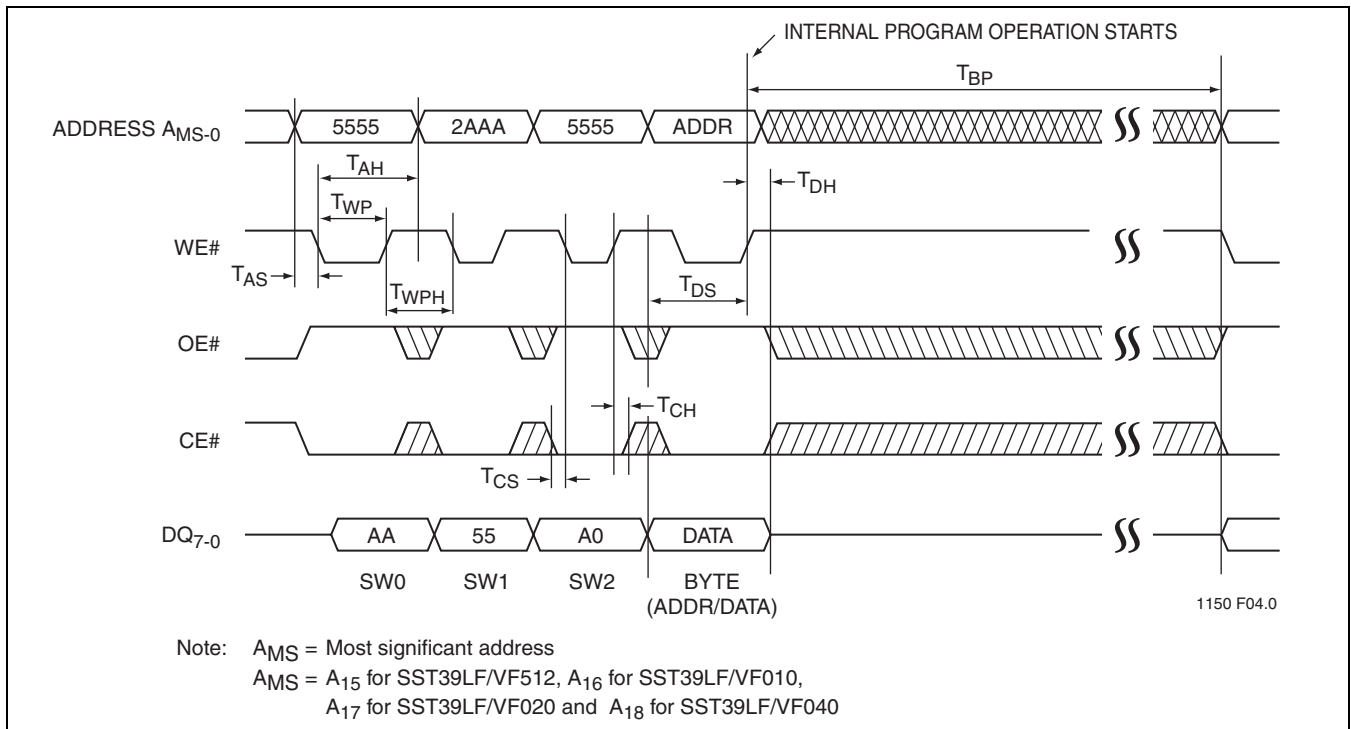 INTERNAL PROGRAM OPERATION STARTS
TBP
ADDRESS AMS-0
5555
2AAA
5555
ADDR
TAH
TDH
TWP
WE#
TAS
TWPH
TDS
OE#
TCH
CE#
TCS
DQ7-0
AA
55
A0
DATA
SW0
SW1
SW2
BYTE
(ADDR/DATA)
1150 F04.0
Note: AMS = Most significant address
AMS = A15 for SST39LF/VF512, A16 for SST39LF/VF010,
A17 for SST39LF/VF020 and A18 for SST39LF/VF040